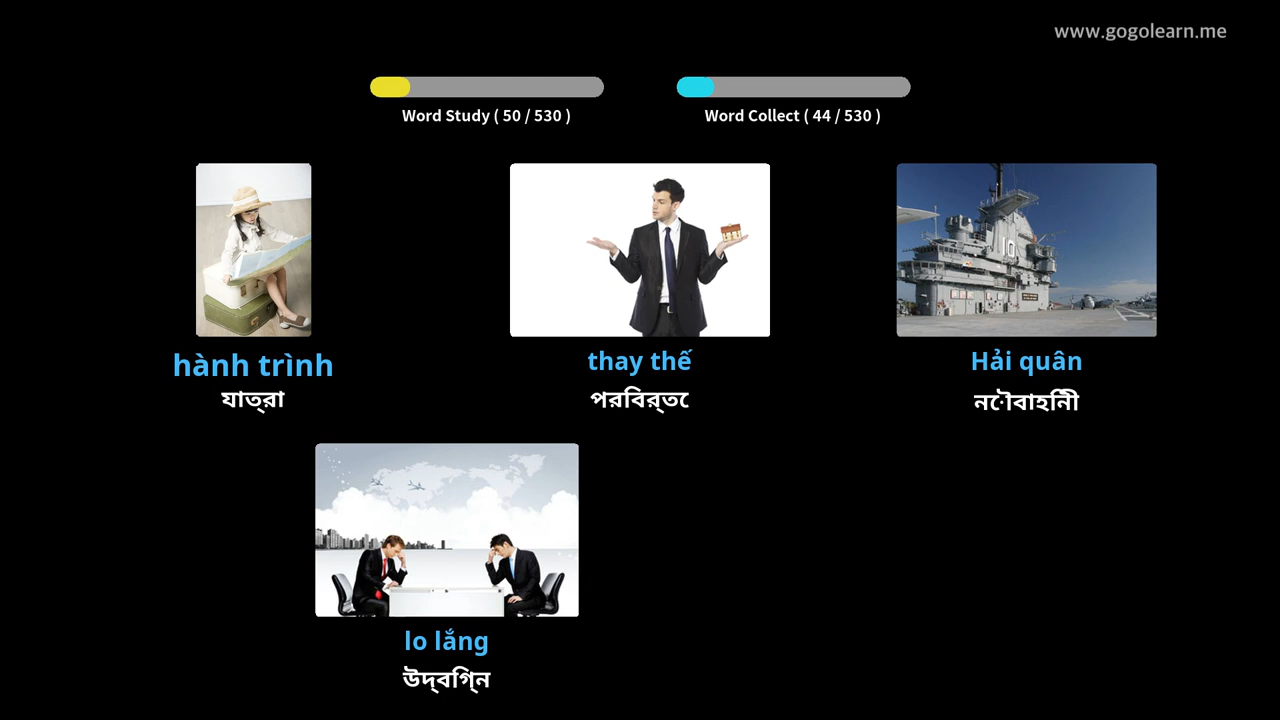 www.gogolearn.me
Word Study ( 50 / 530 )
Word Collect ( 44 / 530 )
hành trình
thay thế
Hải quân
যাত্রা
পরিবর্তে
নৌবাহিনী
lo lắng
উদ্বিগ্ন